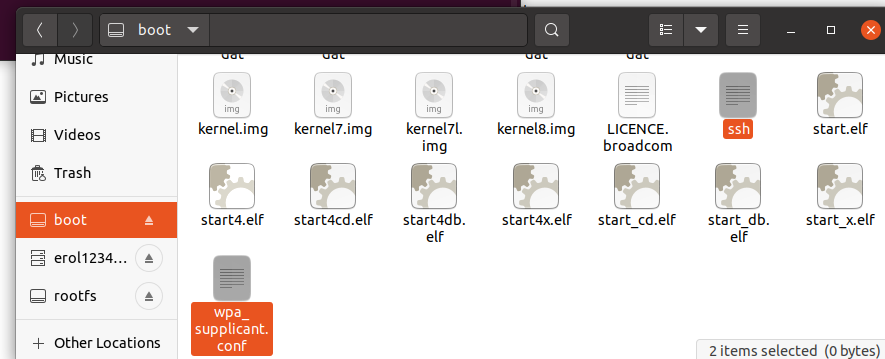 boot
Music
Pictures
Videos
Trash
boot
erol1234...
rootfs
Other Locations
dat dat dat dat
img img img img
kernel.img kernel7.img kernel7l. kernel8.img LICENCE. ssh start.elf
img broadcom
start4.elf start4cd.elf start4db. start4x.elf start_cd.elf start_db. start_x.elf
elf elf
wpa_
supplicant.
conf
2 items selected (0 bytes)